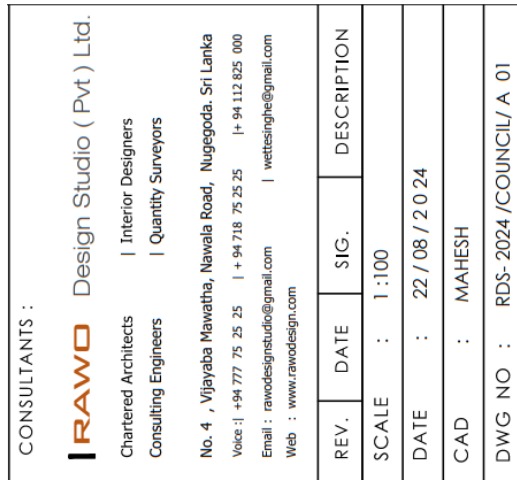 CONSULTANTS :
RAWO Design Studio ( Pvt ) Ltd.
Chartered Architects | Interior Designers
Consulting Engineers | Quantity Surveyors
No. 4 , Vijayaba Mawatha, Nawala Road, Nugegoda. Sri Lanka
Voice :| +94 777 75 25 25 | + 94 718 75 25 25 |+ 94 112 825 000
Email : rawodesignstudio@gmail.com | wettesinghe@gmail.com
Web : www.rawodesign.com
REV. DATE SIG. DESCRIPTION
SCALE : 1 :100
DATE : 22 / 08 / 2 0 24
CAD : MAHESH
DWG NO : RDS- 2024 /COUNCIL/ A 01